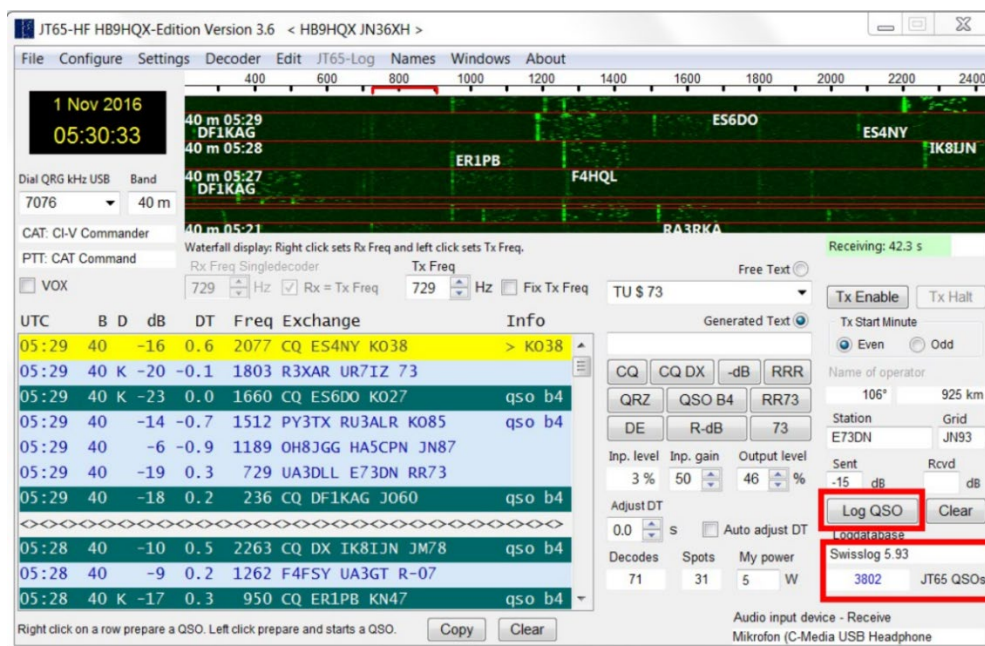 JT65-HF HB9HQX-Edition Version 3.6 < HB9HQX JN36XH >
File Configure Settings Decoder Edit JT65-Log Names Windows About
400 600 800 1000 1200 1400 1600 1800 2000 2200 2400
1 Nov 2016
05:30:33
40 m 05:29 ES6DO
DF1KAG ES4NY
40 m 05:28 IK8IJN
ER1PB
40 m 05:27 F4HQL
DF1KAG
40 m 05:21 RA3RKA
Dial QRG kHz USB Band
7076 40 m
CAT: CI-V Commander
PTT: CAT Command
VOX
Waterfall display: Right click sets Rx Freq and left click sets Tx Freq.
Rx Freq Singledecoder Tx Freq
729 Hz Rx = Tx Freq 729 Hz Fix Tx Freq
Receiving: 42.3 s
Free Text
TU $ 73
Tx Enable Tx Halt
Generated Text
Tx Start Minute
Even Odd
UTC B D dB DT Freq Exchange Info
05:29 40 -16 0.6 2077 CQ ES4NY KO38 > KO38
05:29 40 K -20 -0.1 1803 R3XAR UR7IZ 73
05:29 40 K -23 0.0 1660 CQ ES6DO KO27 qso b4
05:29 40 -14 -0.7 1512 PY3TX RU3ALR KO85
05:29 40 -6 -0.9 1189 OH8JGG HA5CPN JN87
05:29 40 -19 0.3 729 UA3DLL E73DN RR73
05:29 40 -18 0.2 236 CQ DF1KAG JO60 qso b4
<><><><><><><><><><><><><><><><><><><><><><>
05:28 40 -10 0.5 2263 CQ DX IK8IJN JM78 qso b4
05:28 40 -9 0.2 1262 F4FSY UA3GT R-07
05:28 40 K -17 0.3 950 CQ ER1PB KN47 qso b4
Right click on a row prepare a QSO. Left click prepare and starts a QSO. Copy Clear
CQ CQ DX -dB RRR
QRZ QSO B4 RR73
DE R-dB 73
Inp. level Inp. gain Output level
3 % 50 46 %
Adjust DT
0.0 s Auto adjust DT
Decodes Spots My power
71 31 5 W
Name of operator
106° 925 km
Station Grid
E73DN JN93
Sent Rcvd
-15 dB dB
Log QSO Clear
Logdatabase
Swisslog 5.93
3802 JT65 QSOs
Audio input device - Receive
Mikrofon (C-Media USB Headphone